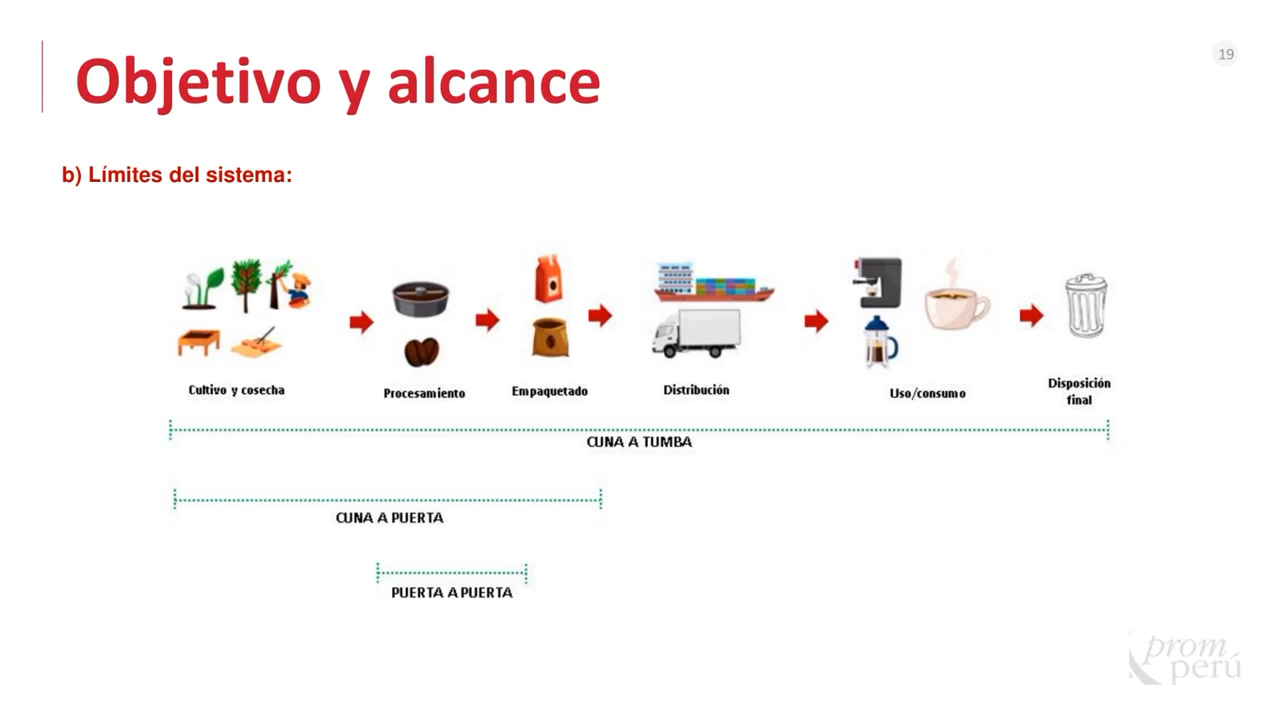 19
Objetivo y alcance
b) Límites del sistema:
Cultivo y cosecha
Procesamiento
Empaquetado
Distribución
Uso/consumo
Disposición
final
CUNA A TUMBA
CUNA A PUERTA
PUERTA A PUERTA
prom
perú